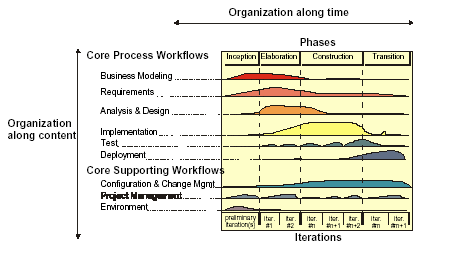 Organization along time
Phases
Core Process Workflows
Inception Elaboration Construction Transition
Business Modeling
Requirements
Analysis & Design
Organization
along content
Implementation
Test
Deployment
Core Supporting Workflows
Configuration & Change Mgmt
Project Management
Environment
preliminary
iteration(s)
iter.
#1
iter.
#2
iter.
#n
iter.
#n+1
iter.
#n+2
iter.
#m
iter.
#m+1
Iterations